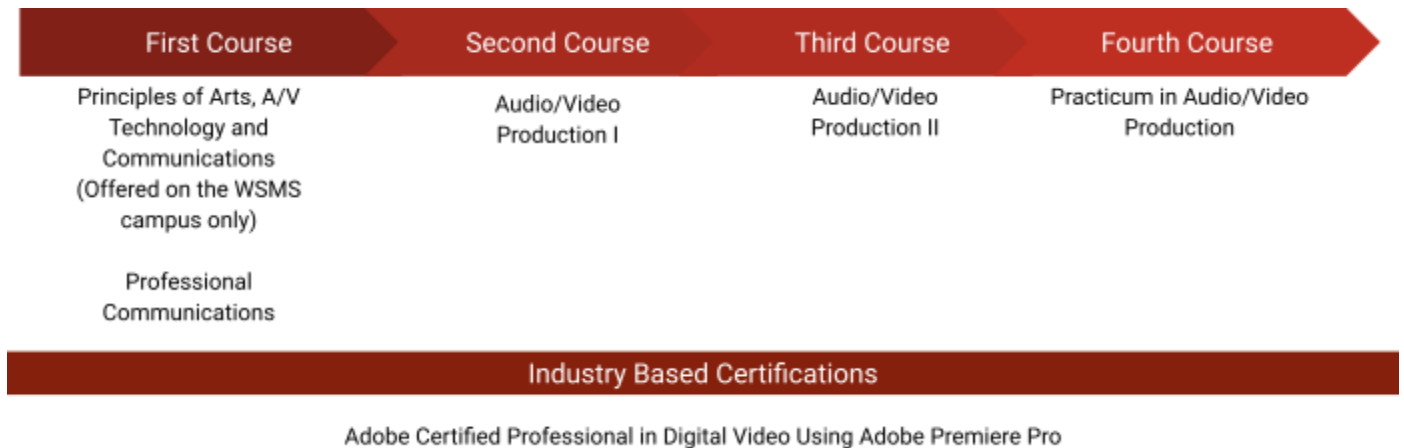 First Course
Second Course
Third Course
Fourth Course
Principles of Arts, A/V
Technology and
Communications
(Offered on the WSMS
campus only)
Professional
Communications
Audio/Video
Production I
Audio/Video
Production II
Practicum in Audio/Video
Production
Industry Based Certifications
Adobe Certified Professional in Digital Video Using Adobe Premiere Pro